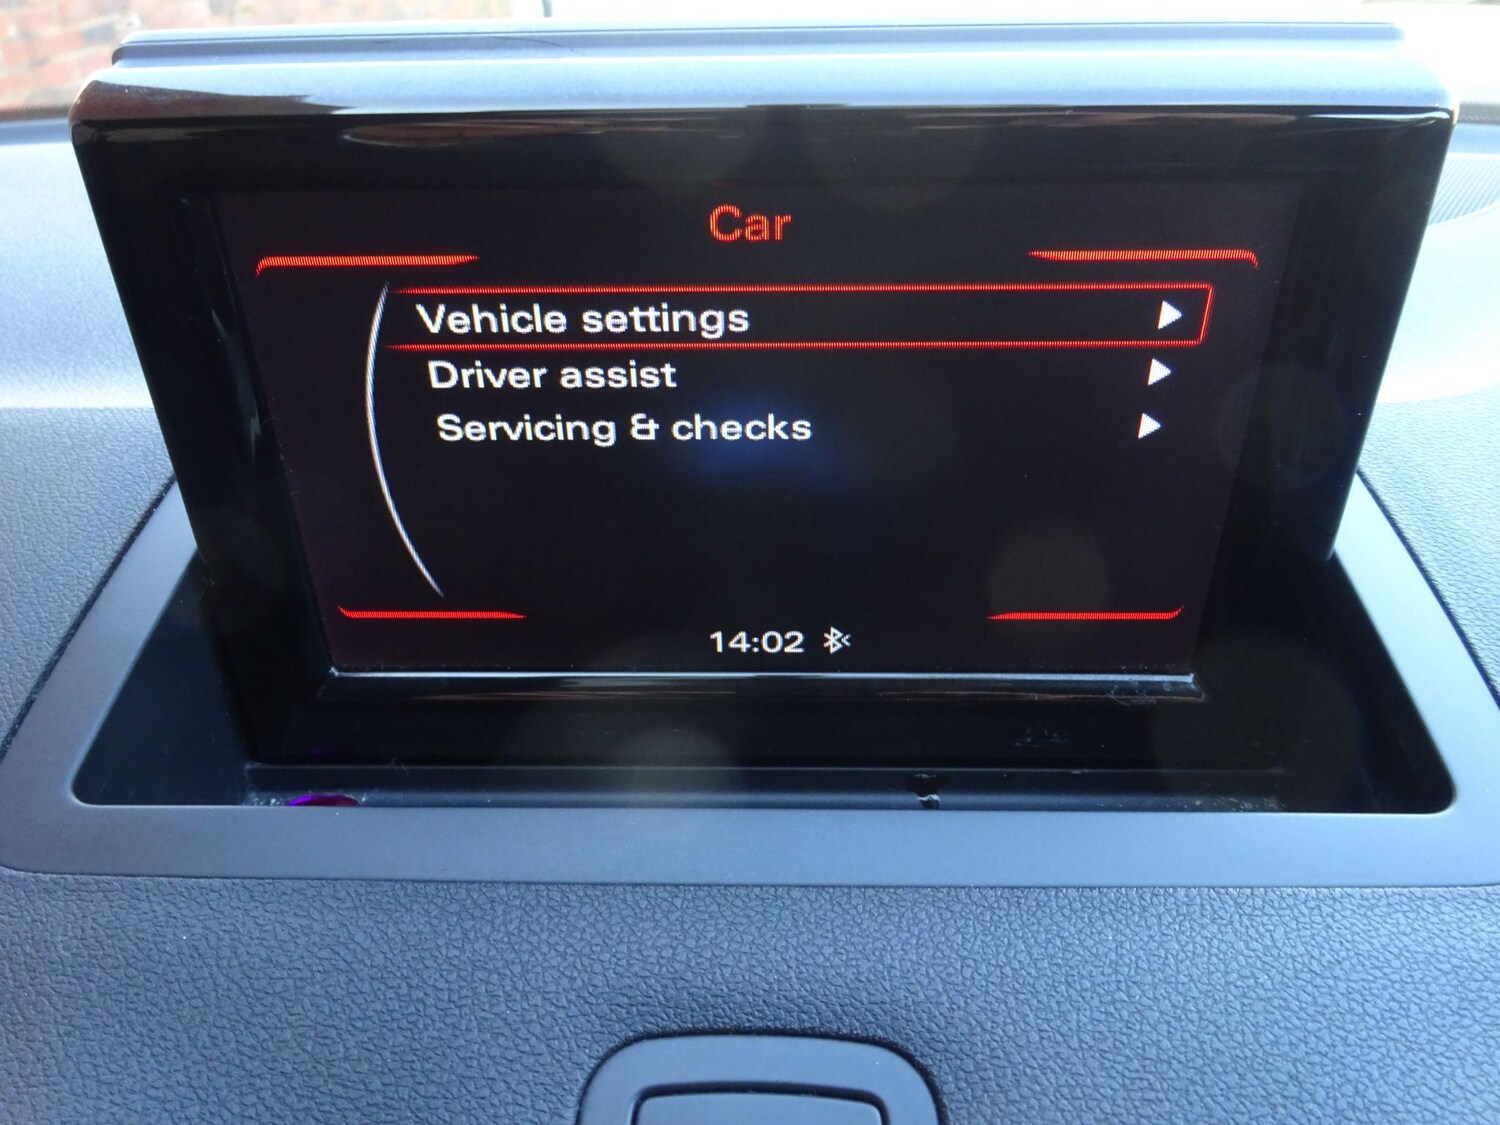 Car
Vehicle settings
Driver assist
Servicing & checks
14:02